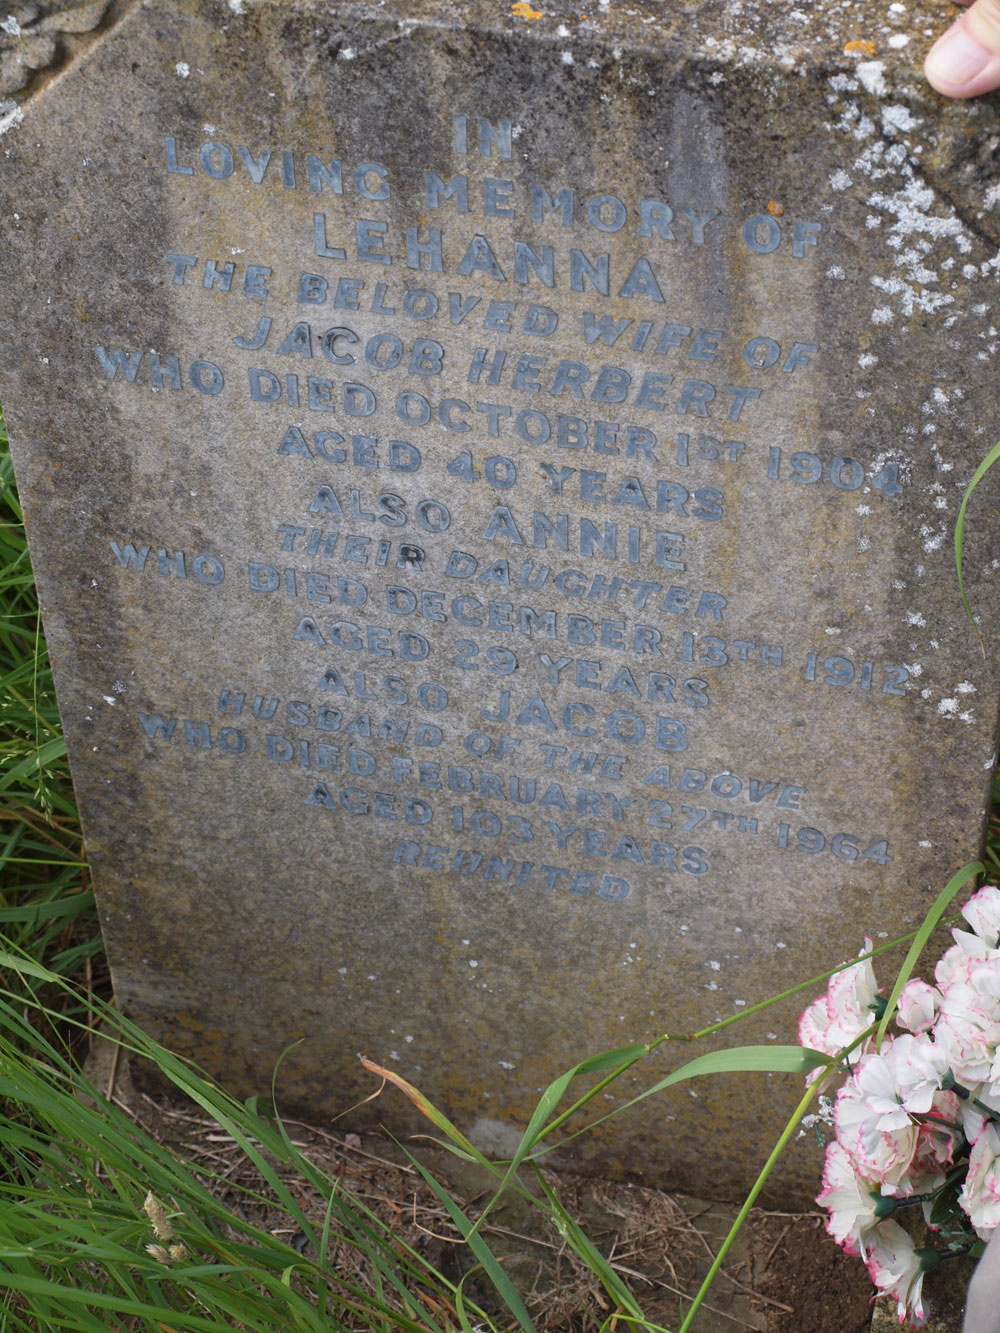 IN
LOVING MEMORY OF
LEHANNA
THE BELOVED WIFE OF
JACOB HERBERT
WHO DIED OCTOBER 1ST 1904
AGED 40 YEARS
ALSO ANNIE
THEIR DAUGHTER
WHO DIED DECEMBER 13TH 1912
AGED 29 YEARS
ALSO JACOB
HUSBAND OF THE ABOVE
WHO DIED FEBRUARY 27TH 1964
AGED 103 YEARS
REUNITED